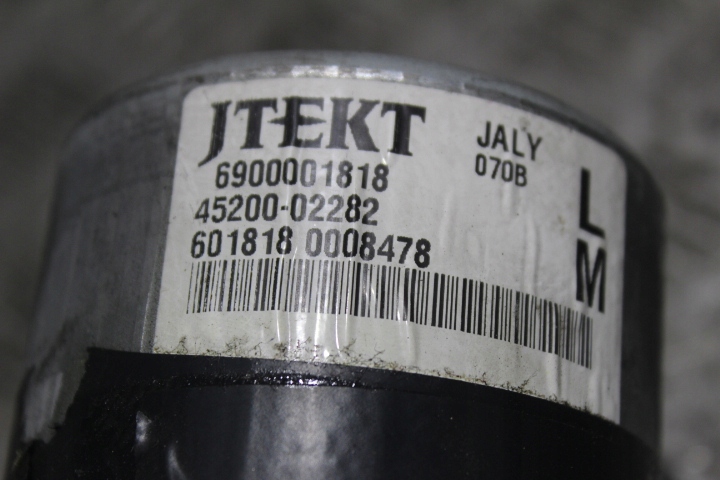 JTEKT
JALY
070B
6900001818
45200-02282
601818 0008478
L
M